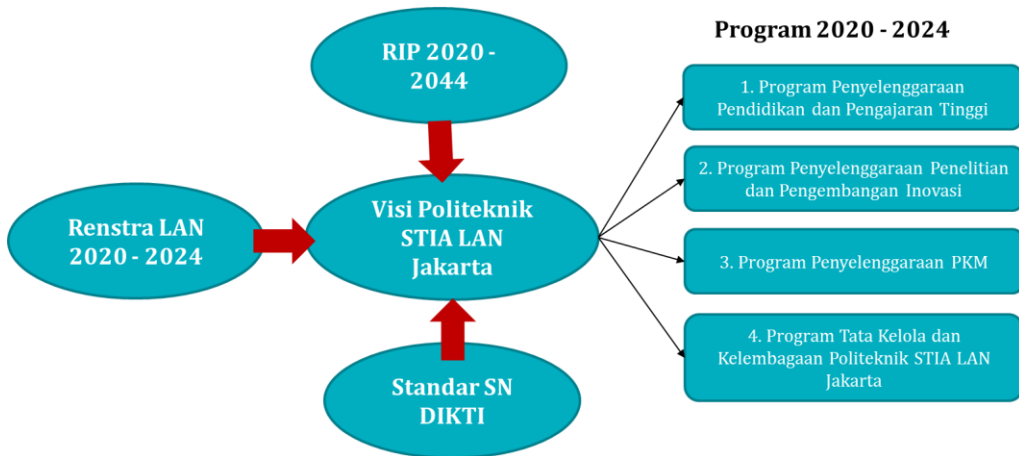 Program 2020 - 2024
RIP 2020 -
2044
Renstra LAN
2020 - 2024
Visi Politeknik
STIA LAN
Jakarta
Standar SN
DIKTI
1. Program Penyelenggaraan
Pendidikan dan Pengajaran Tinggi
2. Program Penyelenggaraan Penelitian
dan Pengembangan Inovasi
3. Program Penyelenggaraan PKM
4. Program Tata Kelola dan
Kelembagaan Politeknik STIA LAN
Jakarta